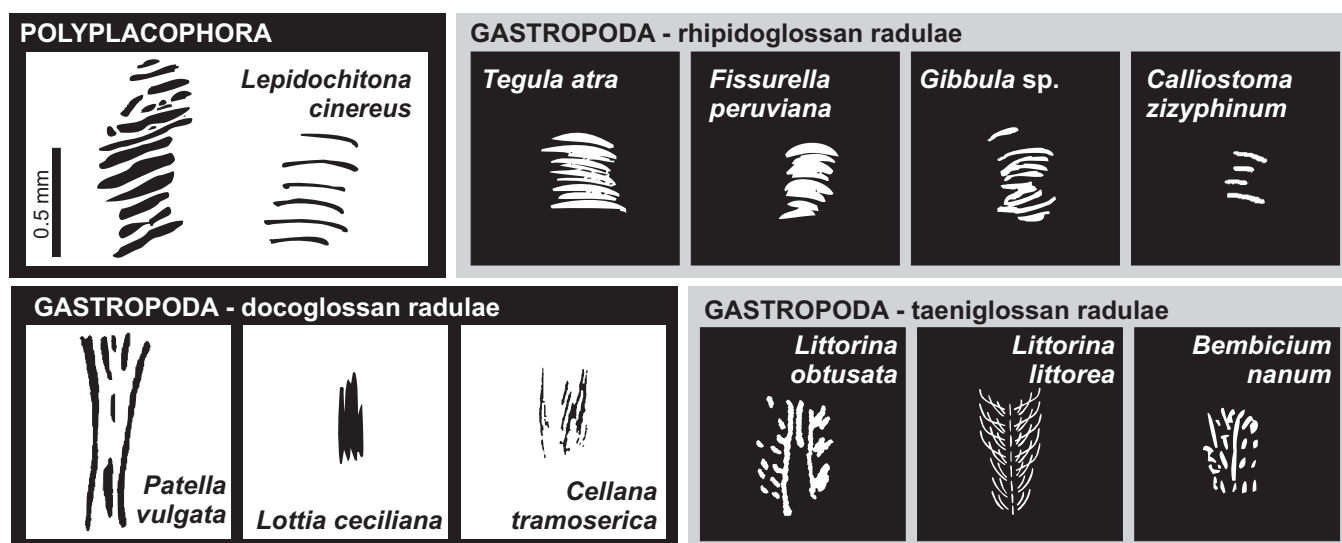 POLYPLACOPHORA
Lepidochitona
cinereus
0.5 mm
GASTROPODA - rhipidoglossan radulae
Tegula atra
Fissurella
peruviana
Gibbula sp.
Calliostoma
zizyphinum
GASTROPODA - docoglossan radulae
Patella
vulgata
Lottia ceciliana
Cellana
tramoserica
GASTROPODA - taeniglossan radulae
Littorina
obtusata
Littorina
littorea
Bembicium
nanum